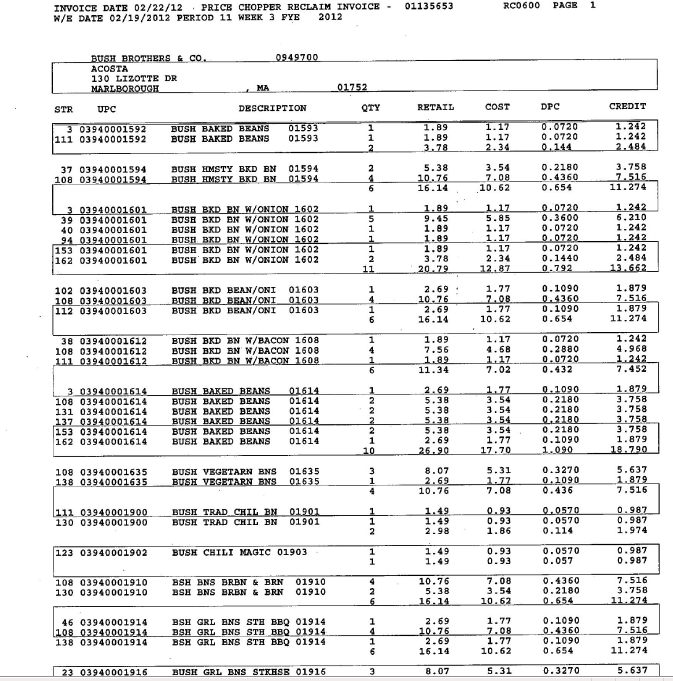 INVOICE DATE 02/22/12 - PRICE CHOPPER RECLAIM INVOICE - 01135653 RC0600 PAGE 1
W/E DATE 02/19/2012 PERIOD 11 WEEK 3 FYE 2012
BUSH BROTHERS & CO. 0949700
ACOSTA
130 LIZOTTE DR
MARLBOROUGH , MA 01752
STR UPC DESCRIPTION QTY RETAIL COST DPC CREDIT
3 03940001592 BUSH BAKED BEANS 01593 1 1.89 1.17 0.0720 1.242
111 03940001592 BUSH BAKED BEANS 01593 1 1.89 1.17 0.0720 1.242
2 3.78 2.34 0.144 2.484
37 03940001594 BUSH HMSTY BKD BN 01594 2 5.38 3.54 0.2180 3.758
108 03940001594 BUSH HMSTY BKD BN 01594 4 10.76 7.08 0.4360 7.516
6 16.14 10.62 0.654 11.274
3 03940001601 BUSH BKD BN W/ONION 1602 1 1.89 1.17 0.0720 1.242
39 03940001601 BUSH BKD BN W/ONION 1602 5 9.45 5.85 0.3600 6.210
40 03940001601 BUSH BKD BN W/ONION 1602 1 1.89 1.17 0.0720 1.242
94 03940001601 BUSH BKD BN W/ONION 1602 1 1.89 1.17 0.0720 1.242
153 03940001601 BUSH BKD BN W/ONION 1602 1 1.89 1.17 0.0720 1.242
162 03940001601 BUSH BKD BN W/ONION 1602 2 3.78 2.34 0.1440 2.484
11 20.79 12.87 0.792 13.662
102 03940001603 BUSH BKD BEAN/ONI 01603 1 2.69 1.77 0.1090 1.879
108 03940001603 BUSH BKD BEAN/ONI 01603 4 10.76 7.08 0.4360 7.516
112 03940001603 BUSH BKD BEAN/ONI 01603 1 2.69 1.77 0.1090 1.879
6 16.14 10.62 0.654 11.274
38 03940001612 BUSH BKD BN W/BACON 1608 1 1.89 1.17 0.0720 1.242
108 03940001612 BUSH BKD BN W/BACON 1608 4 7.56 4.68 0.2880 4.968
111 03940001612 BUSH BKD BN W/BACON 1608 1 1.89 1.17 0.0720 1.242
6 11.34 7.02 0.432 7.452
3 03940001614 BUSH BAKED BEANS 01614 1 2.69 1.77 0.1090 1.879
108 03940001614 BUSH BAKED BEANS 01614 2 5.38 3.54 0.2180 3.758
131 03940001614 BUSH BAKED BEANS 01614 2 5.38 3.54 0.2180 3.758
137 03940001614 BUSH BAKED BEANS 01614 2 5.38 3.54 0.2180 3.758
153 03940001614 BUSH BAKED BEANS 01614 2 5.38 3.54 0.2180 3.758
162 03940001614 BUSH BAKED BEANS 01614 1 2.69 1.77 0.1090 1.879
10 26.90 17.70 1.090 18.790
108 03940001635 BUSH VEGETARN BNS 01635 3 8.07 5.31 0.3270 5.637
138 03940001635 BUSH VEGETARN BNS 01635 1 2.69 1.77 0.1090 1.879
4 10.76 7.08 0.436 7.516
111 03940001900 BUSH TRAD CHIL BN 01901 1 1.49 0.93 0.0570 0.987
130 03940001900 BUSH TRAD CHIL BN 01901 1 1.49 0.93 0.0570 0.987
2 2.98 1.86 0.114 1.974
123 03940001902 BUSH CHILI MAGIC 01903 1 1.49 0.93 0.0570 0.987
1 1.49 0.93 0.057 0.987
108 03940001910 BSH BNS BRBN & BRN 01910 4 10.76 7.08 0.4360 7.516
130 03940001910 BSH BNS BRBN & BRN 01910 2 5.38 3.54 0.2180 3.758
6 16.14 10.62 0.654 11.274
46 03940001914 BSH GRL BNS STH BBQ 01914 1 2.69 1.77 0.1090 1.879
108 03940001914 BSH GRL BNS STH BBQ 01914 4 10.76 7.08 0.4360 7.516
138 03940001914 BSH GRL BNS STH BBQ 01914 1 2.69 1.77 0.1090 1.879
6 16.14 10.62 0.654 11.274
23 03940001916 BUSH GRL BNS STKHSE 01916 3 8.07 5.31 0.3270 5.637